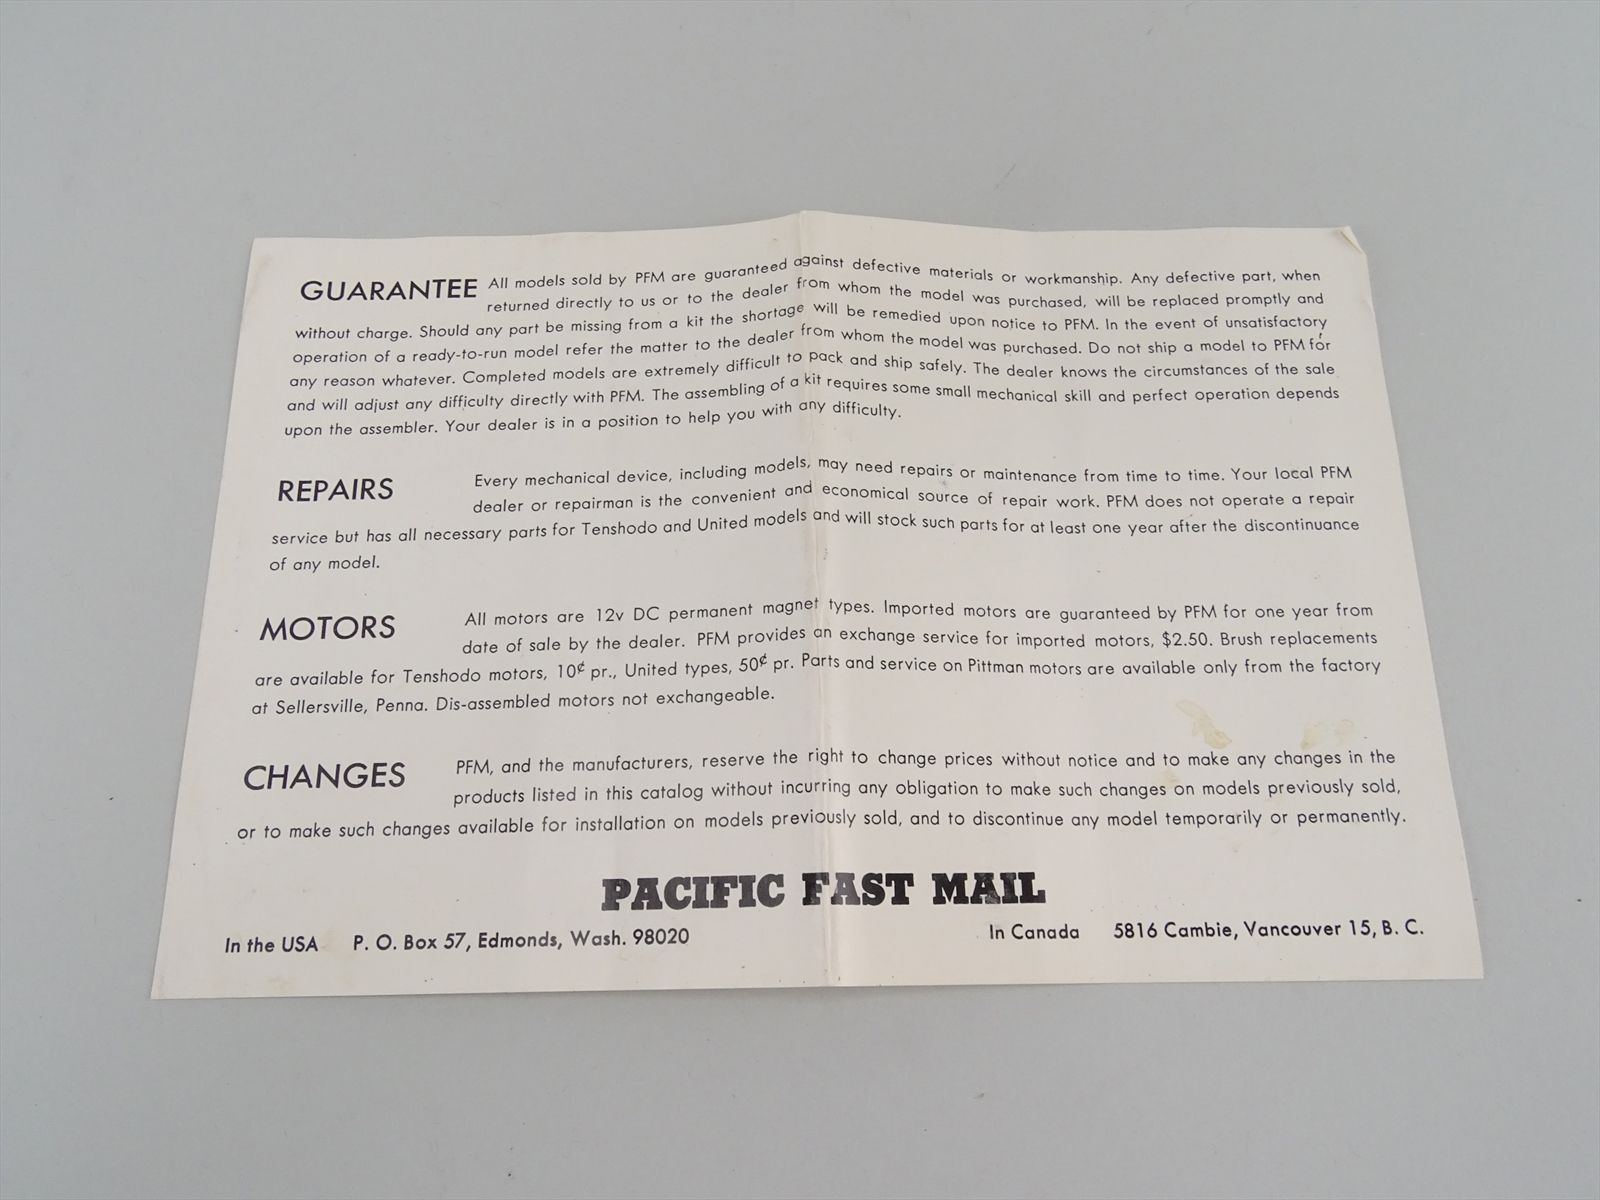 GUARANTEE All models sold by PFM are guaranteed against defective materials or workmanship. Any defective part, when
returned directly to us or to the dealer from whom the model was purchased, will be replaced promptly and
without charge. Should any part be missing from a kit the shortage will be remedied upon notice to PFM. In the event of unsatisfactory
operation of a ready-to-run model refer the matter to the dealer from whom the model was purchased. Do not ship a model to PFM for
any reason whatever. Completed models are extremely difficult to pack and ship safely. The dealer knows the circumstances of the sale
and will adjust any difficulty directly with PFM. The assembling of a kit requires some small mechanical skill and perfect operation depends
upon the assembler. Your dealer is in a position to help you with any difficulty.
REPAIRS Every mechanical device, including models, may need repairs or maintenance from time to time. Your local PFM
dealer or repairman is the convenient and economical source of repair work. PFM does not operate a repair
service but has all necessary parts for Tenshodo and United models and will stock such parts for at least one year after the discontinuance
of any model.
MOTORS All motors are 12v DC permanent magnet types. Imported motors are guaranteed by PFM for one year from
date of sale by the dealer. PFM provides an exchange service for imported motors, $2.50. Brush replacements
are available for Tenshodo motors, 10¢ pr., United types, 50¢ pr. Parts and service on Pittman motors are available only from the factory
at Sellersville, Penna. Dis-assembled motors not exchangeable.
CHANGES PFM, and the manufacturers, reserve the right to change prices without notice and to make any changes in the
products listed in this catalog without incurring any obligation to make such changes on models previously sold,
or to make such changes available for installation on models previously sold, and to discontinue any model temporarily or permanently.
PACIFIC FAST MAIL
In the USA P. O. Box 57, Edmonds, Wash. 98020 In Canada 5816 Cambie, Vancouver 15, B. C.